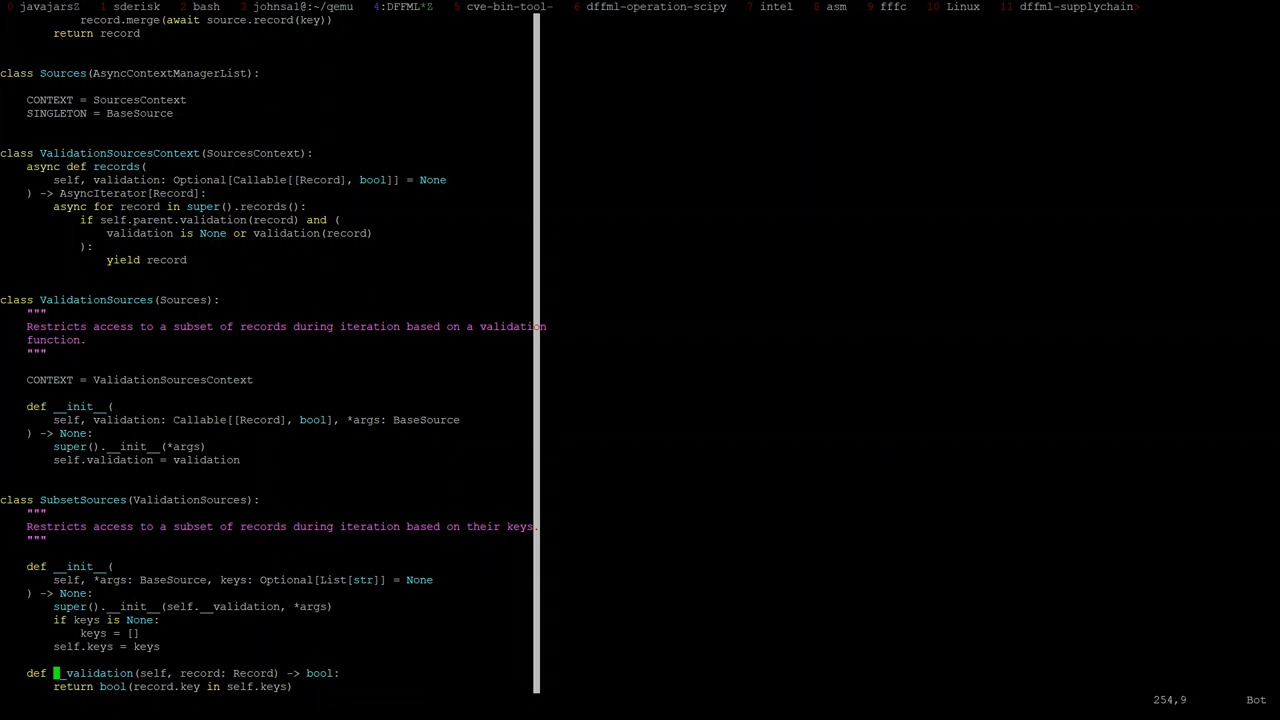 0 javajarsZ  1 sderisk  2 bash  3 johnsa1@:~/qemu  4:DFFML*Z  5 cve-bin-tool-  6 dffml-operation-scipy  7 intel  8 asm  9 fffc  10 Linux  11 dffml-supplychain>
            record.merge(await source.record(key))
        return record


class Sources(AsyncContextManagerList):

    CONTEXT = SourcesContext
    SINGLETON = BaseSource


class ValidationSourcesContext(SourcesContext):
    async def records(
        self, validation: Optional[Callable[[Record], bool]] = None
    ) -> AsyncIterator[Record]:
        async for record in super().records():
            if self.parent.validation(record) and (
                validation is None or validation(record)
            ):
                yield record


class ValidationSources(Sources):
    """
    Restricts access to a subset of records during iteration based on a validation
    function.
    """

    CONTEXT = ValidationSourcesContext

    def __init__(
        self, validation: Callable[[Record], bool], *args: BaseSource
    ) -> None:
        super().__init__(*args)
        self.validation = validation


class SubsetSources(ValidationSources):
    """
    Restricts access to a subset of records during iteration based on their keys.
    """

    def __init__(
        self, *args: BaseSource, keys: Optional[List[str]] = None
    ) -> None:
        super().__init__(self.__validation, *args)
        if keys is None:
            keys = []
        self.keys = keys

    def __validation(self, record: Record) -> bool:
        return bool(record.key in self.keys)
254,9 Bot